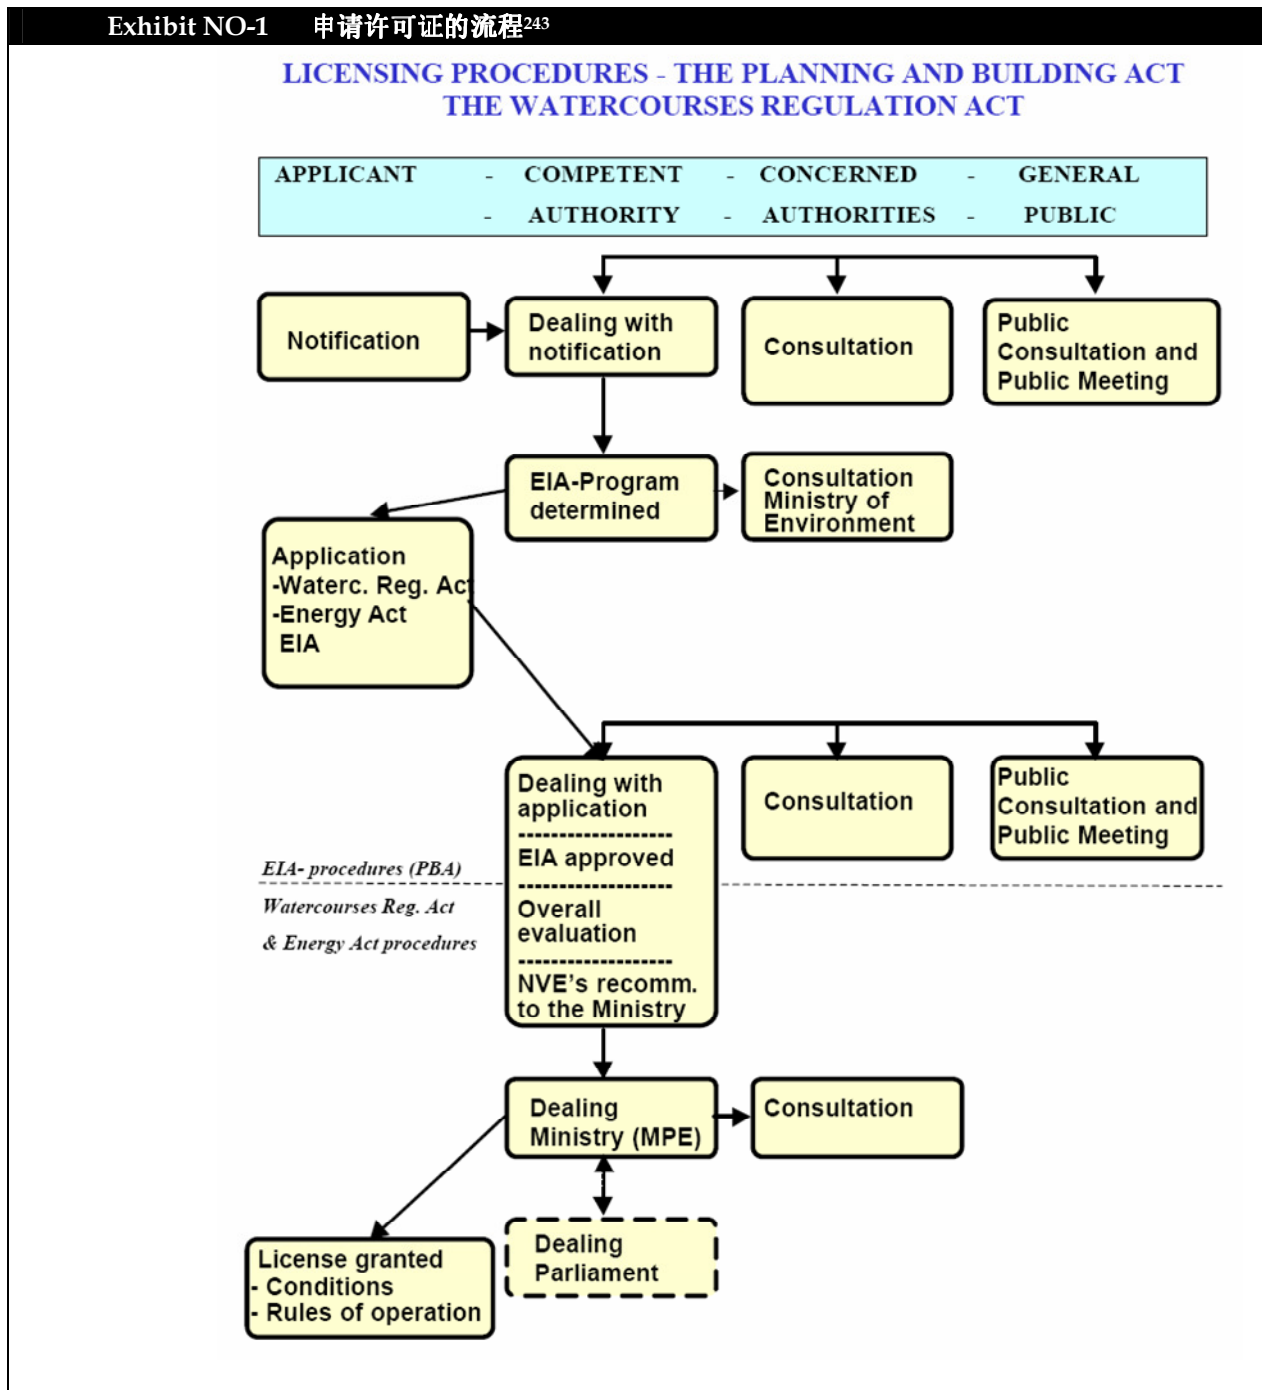 Exhibit NO-1 申请许可证的流程243
LICENSING PROCEDURES - THE PLANNING AND BUILDING ACT
THE WATERCOURSES REGULATION ACT
APPLICANT - COMPETENT - CONCERNED - GENERAL
- AUTHORITY - AUTHORITIES - PUBLIC
Notification
Dealing with
notification
Consultation
Public
Consultation and
Public Meeting
EIA-Program
determined
Consultation
Ministry of
Environment
Application
-Waterc. Reg. Act
-Energy Act
EIA
Dealing with
application
-------------------
EIA approved
-------------------
Overall
evaluation
-------------------
NVE's recomm.
to the Ministry
Consultation
Public
Consultation and
Public Meeting
EIA- procedures (PBA)
Watercourses Reg. Act
& Energy Act procedures
Dealing
Ministry (MPE)
Consultation
Dealing
Parliament
License granted
- Conditions
- Rules of operation